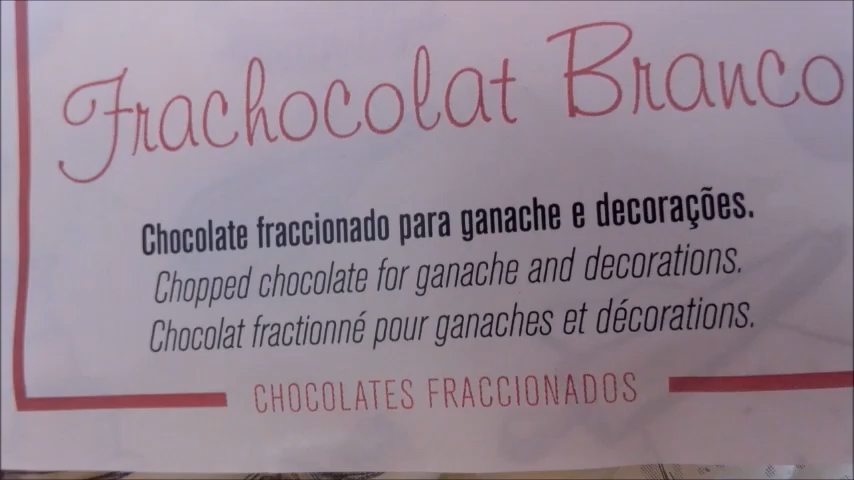 Frachocolat Branco
Chocolate fraccionado para ganache e decorações.
Chopped chocolate for ganache and decorations.
Chocolat fractionné pour ganaches et décorations.
CHOCOLATES FRACCIONADOS